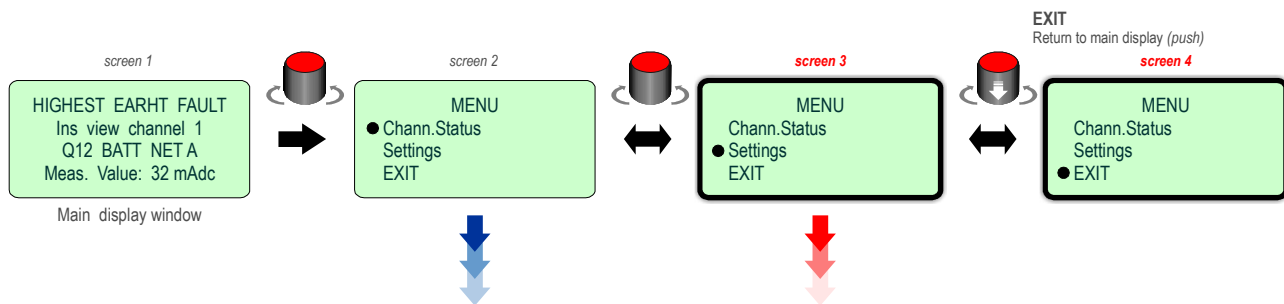 EXIT
Return to main display (push)
screen 1
screen 2
screen 3
screen 4
HIGHEST EARHT FAULT
Ins view channel 1
Q12 BATT NET A
Meas. Value: 32 mAdc
Main display window
MENU
Chann.Status
Settings
EXIT
MENU
Chann.Status
Settings
EXIT
MENU
Chann.Status
Settings
EXIT